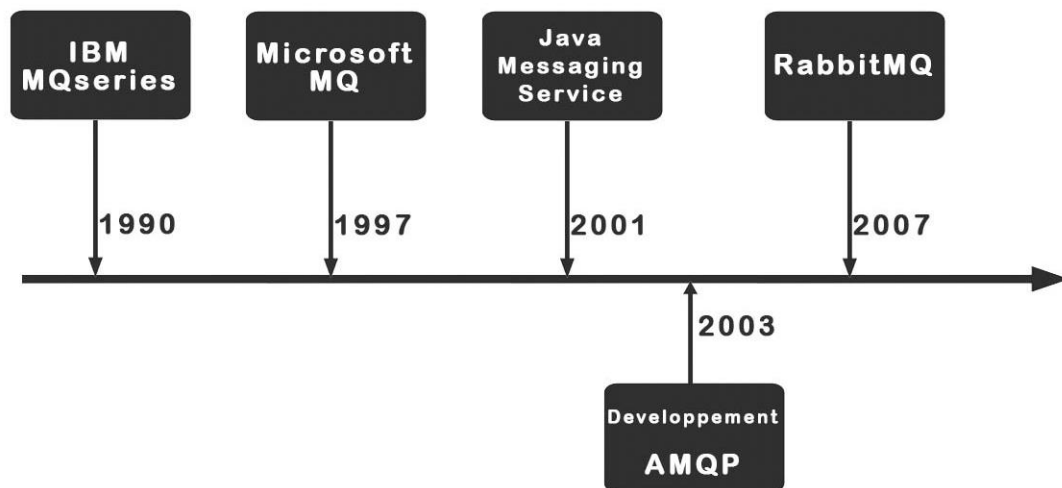 IBM
MQseries
Microsoft
MQ
Java
Messaging
Service
RabbitMQ
1990
1997
2001
2007
2003
Developpement
AMQP